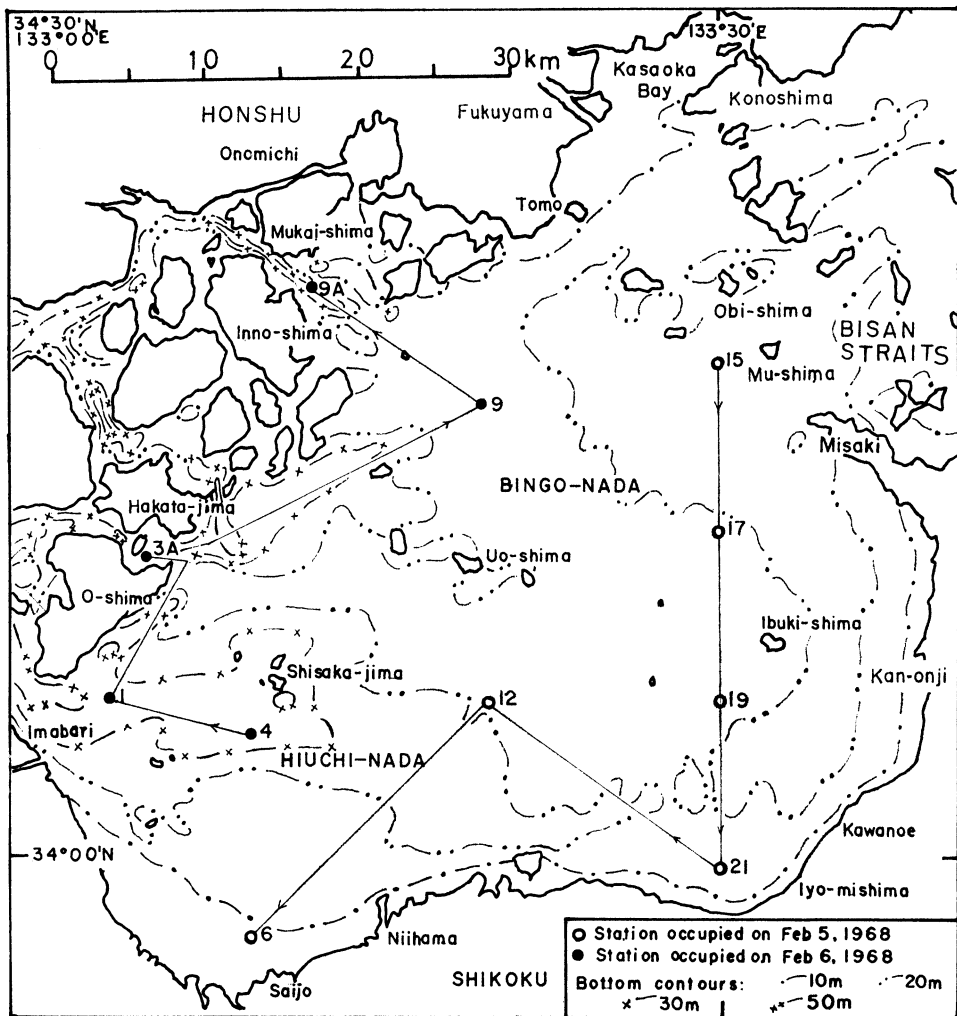 34°30'N
133°00'E
133°30'E
0 10 20 30 km
Kasaoka
Bay
Konoshima
HONSHU
Fukuyama
Onomichi
Tomo
Mukai-shima
9A
Inno-shima
Obi-shima
BISAN
STRAITS
15
Mu-shima
9
Misaki
BINGO-NADA
Hakata-jima
17
3A
Uo-shima
O-shima
Ibuki-shima
Shisaka-jima
Kan-onji
1
12
19
Imabari
4
HIUCHI-NADA
Kawanoe
34°00'N
21
Iyo-mishima
6
Niihama
Saijo
SHIKOKU
Station occupied on Feb 5, 1968
Station occupied on Feb 6, 1968
Bottom contours: 10m 20m
30m 50m